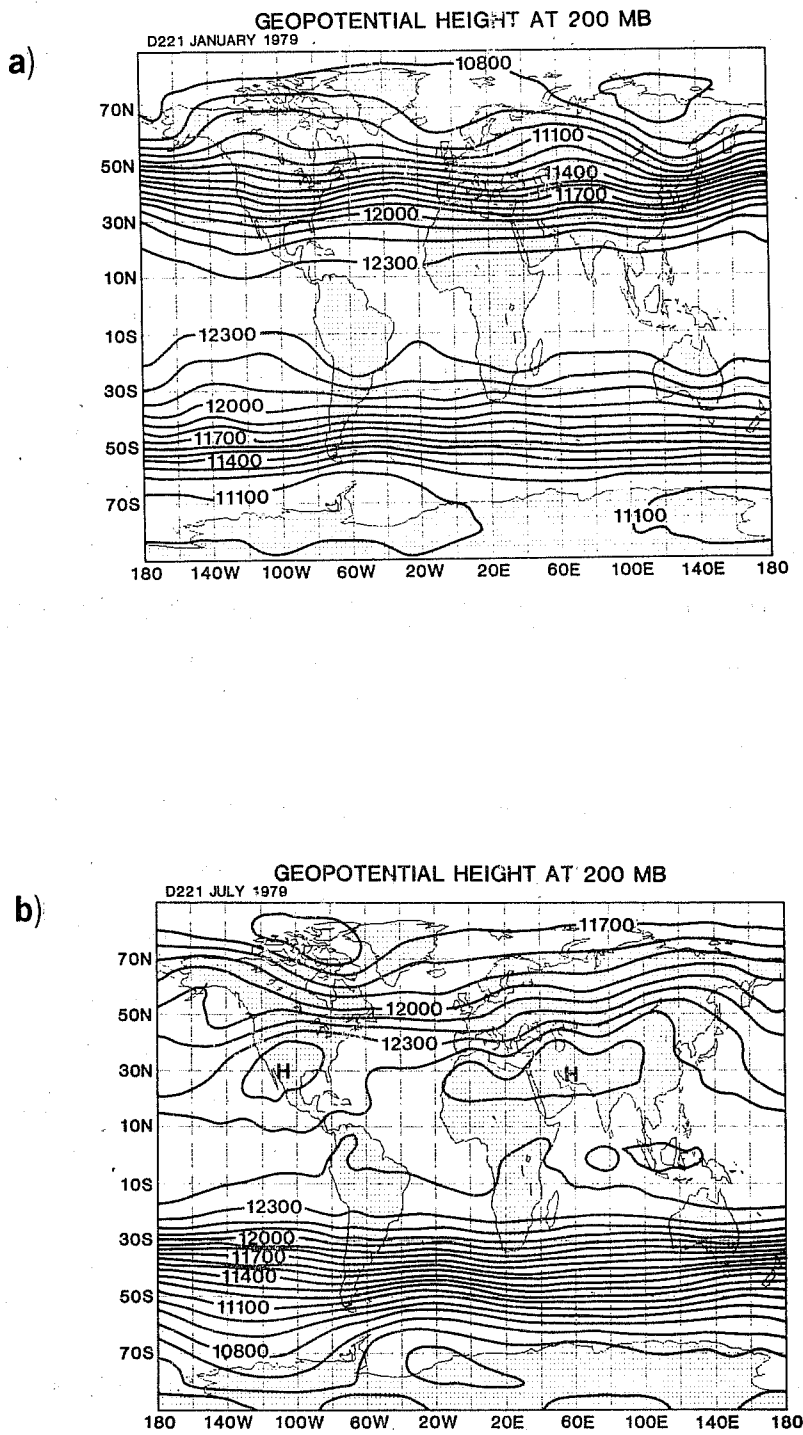 a)
GEOPOTENTIAL HEIGHT AT 200 MB
D221 JANUARY 1979
10800
70N
11100
50N
11400
11700
30N
12000
12300
10N
10S
12300
30S
12000
11700
50S
11400
70S
11100
11100
180 140W 100W 60W 20W 20E 60E 100E 140E 180
b)
GEOPOTENTIAL HEIGHT AT 200 MB
D221 JULY 1979
11700
70N
50N
12000
12300
30N
H
H
10N
10S
12300
30S
12000
11700
11400
50S
11100
10800
70S
180 140W 100W 60W 20W 20E 60E 100E 140E 180